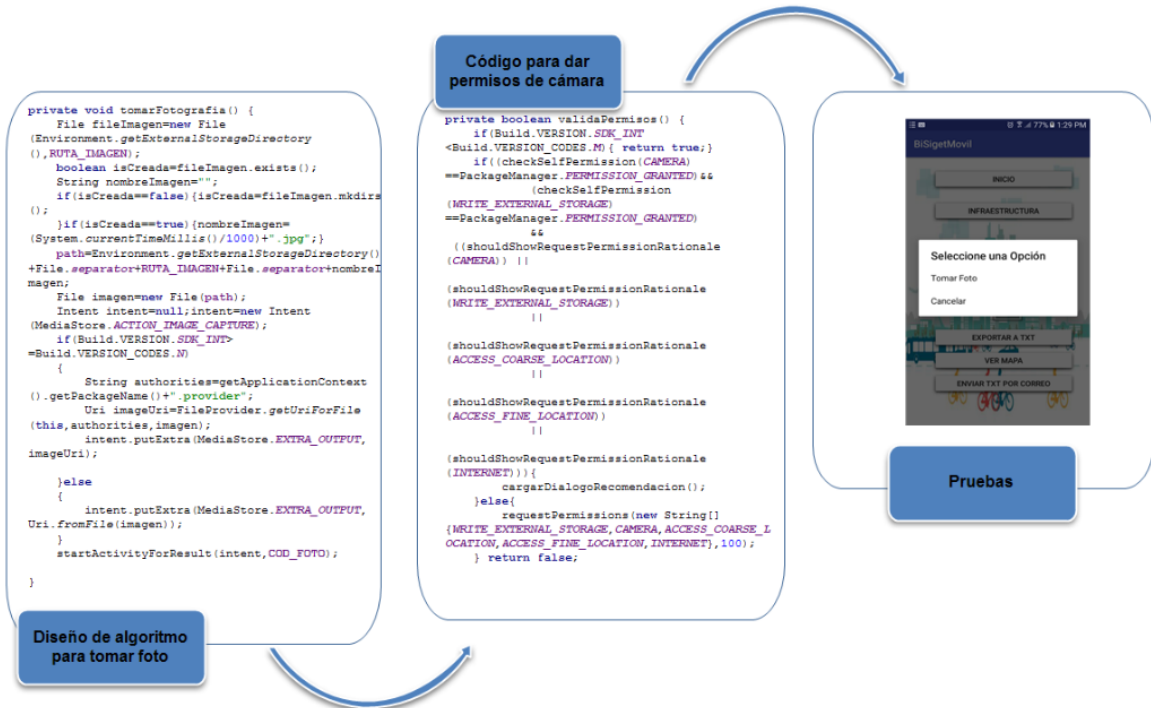 private void tomarFotografia() {
File fileImagen=new File
(Environment.getExternalStorageDirectory
(),RUTA_IMAGEN);
boolean isCreada=fileImagen.exists();
String nombreImagen="";
if(isCreada==false){isCreada=fileImagen.mkdirs
();
}if(isCreada==true){nombreImagen=
(System.currentTimeMillis()/1000)+".jpg";}
path=Environment.getExternalStorageDirectory()
+File.separator+RUTA_IMAGEN+File.separator+nombreI
magen;
File imagen=new File(path);
Intent intent=null;intent=new Intent
(MediaStore.ACTION_IMAGE_CAPTURE);
if(Build.VERSION.SDK_INT>
=Build.VERSION_CODES.N)
{
String authorities=getApplicationContext
().getPackageName()+".provider";
Uri imageUri=FileProvider.getUriForFile
(this,authorities,imagen);
intent.putExtra(MediaStore.EXTRA_OUTPUT,
imageUri);
}else
{
intent.putExtra(MediaStore.EXTRA_OUTPUT,
Uri.fromFile(imagen));
}
startActivityForResult(intent,COD_FOTO);
}
Diseño de algoritmo
para tomar foto
Código para dar
permisos de cámara
private boolean validaPermisos() {
if(Build.VERSION.SDK_INT
<Build.VERSION_CODES.M){ return true;}
if((checkSelfPermission(CAMERA)
==PackageManager.PERMISSION_GRANTED)&&
(checkSelfPermission
(WRITE_EXTERNAL_STORAGE)
==PackageManager.PERMISSION_GRANTED)
&&
((shouldShowRequestPermissionRationale
(CAMERA)) ||
(shouldShowRequestPermissionRationale
(WRITE_EXTERNAL_STORAGE))
||
(shouldShowRequestPermissionRationale
(ACCESS_COARSE_LOCATION))
||
(shouldShowRequestPermissionRationale
(ACCESS_FINE_LOCATION))
||
(shouldShowRequestPermissionRationale
(INTERNET))){
cargarDialogoRecomendacion();
}else{
requestPermissions(new String[]
{WRITE_EXTERNAL_STORAGE,CAMERA,ACCESS_COARSE_L
OCATION,ACCESS_FINE_LOCATION,INTERNET},100);
} return false;
77% 1:29 PM
BiSigetMovil
INICIO
INFRAESTRUCTURA
Seleccione una Opción
Tomar Foto
Cancelar
EXPORTAR A TXT
VER MAPA
ENVIAR TXT POR CORREO
Pruebas